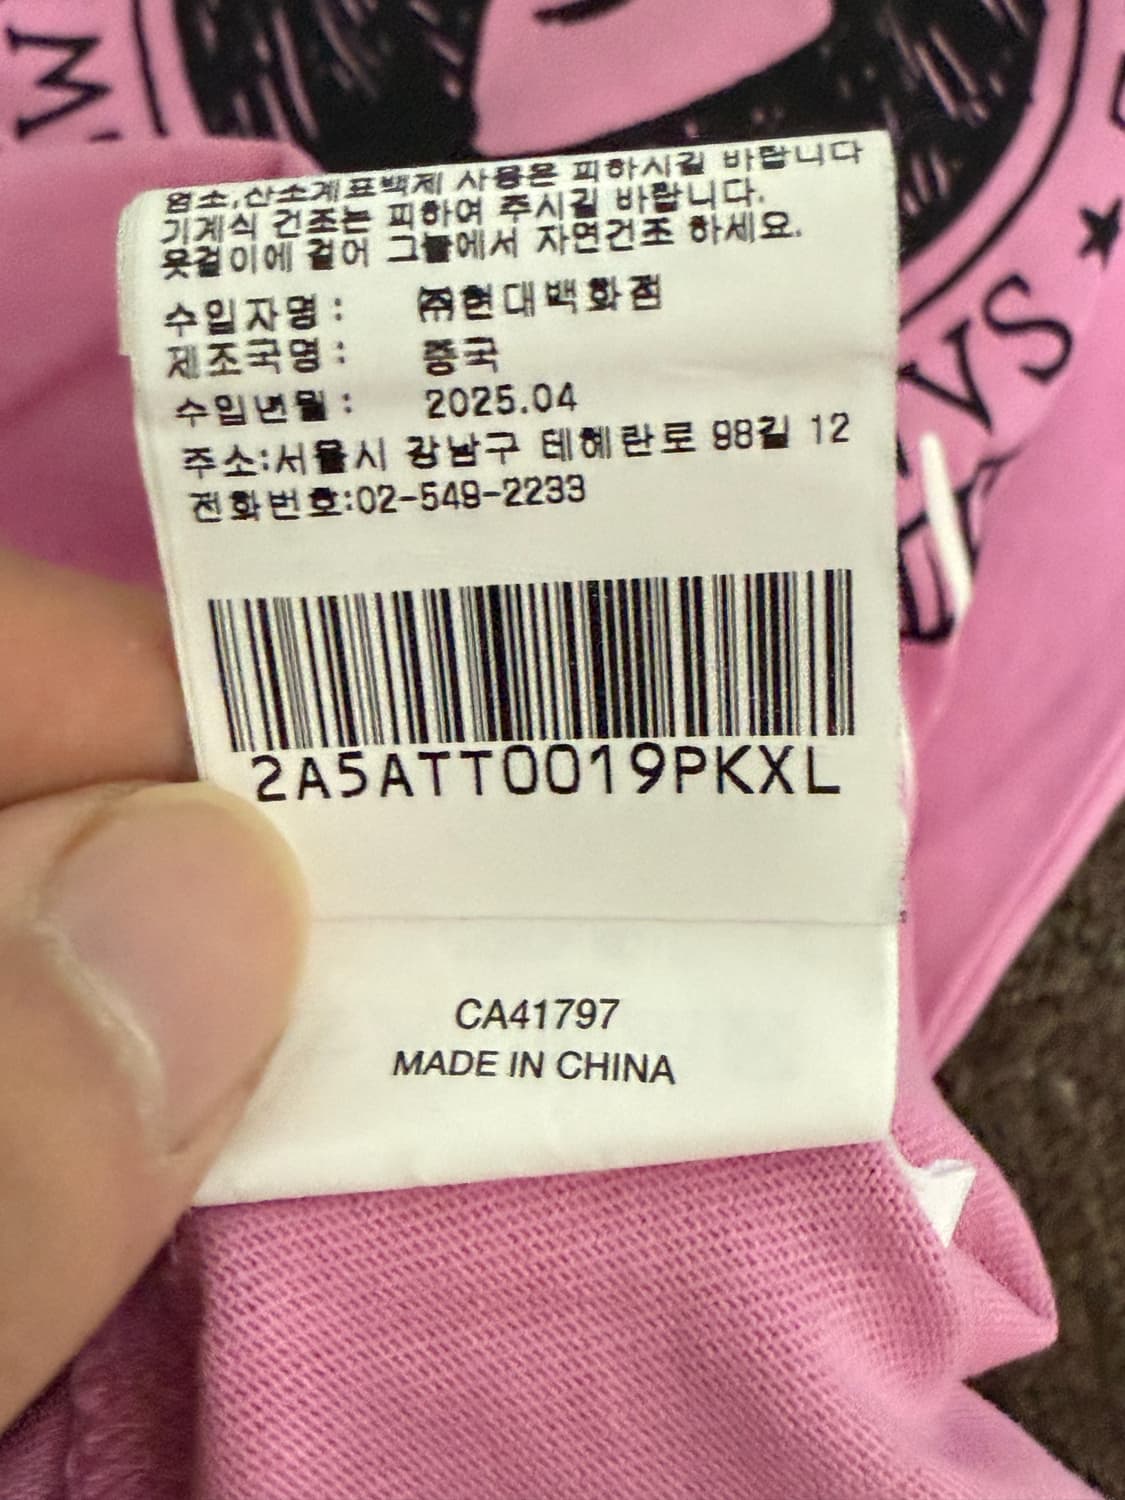 염소,산소계표백제 사용은 피하시길 바랍니다
기계식 건조는 피하여 주시길 바랍니다.
옷걸이에 걸어 그늘에서 자연건조 하세요.
수입자명 : ㈜현대백화점
제조국명 : 중국
수입년월 : 2025.04
주소:서울시 강남구 테헤란로 98길 12
전화번호:02-549-2233
2A5ATT0019PKXL
CA41797
MADE IN CHINA